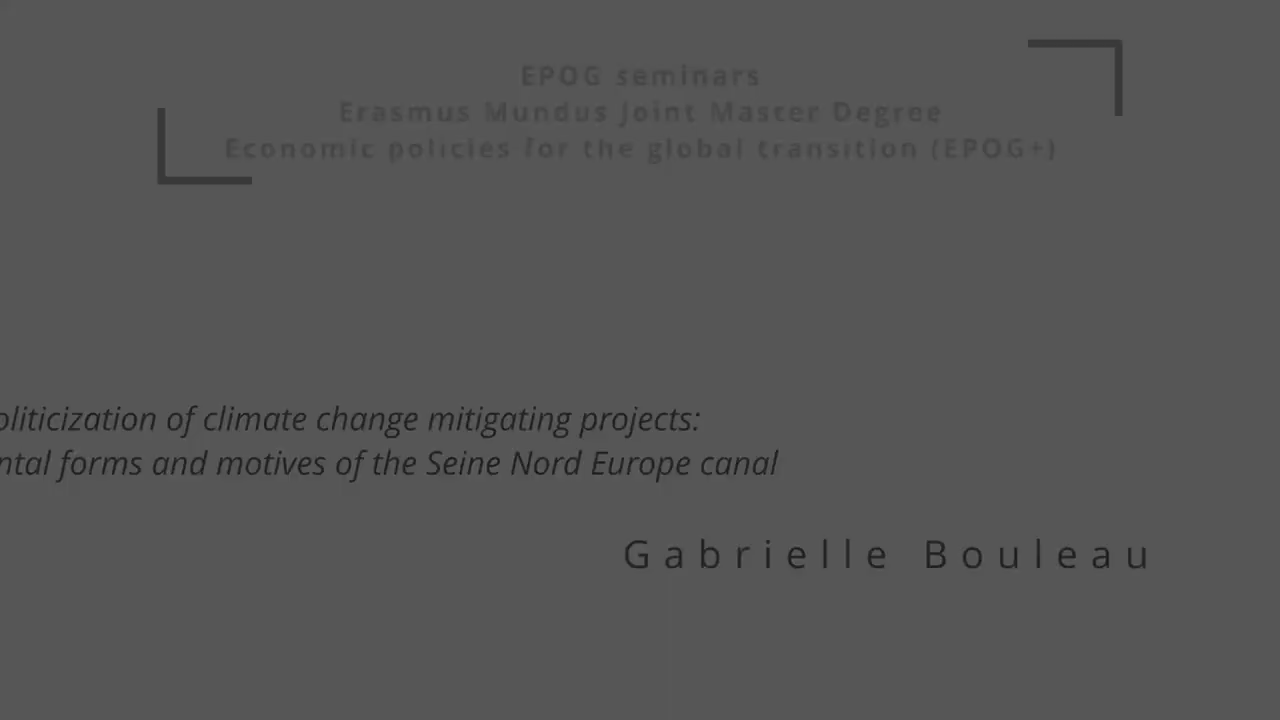 EPOG seminars
Erasmus Mundus Joint Master Degree
Economic policies for the global transition (EPOG+)
oliticization of climate change mitigating projects:
ntal forms and motives of the Seine Nord Europe canal
Gabrielle Bouleau